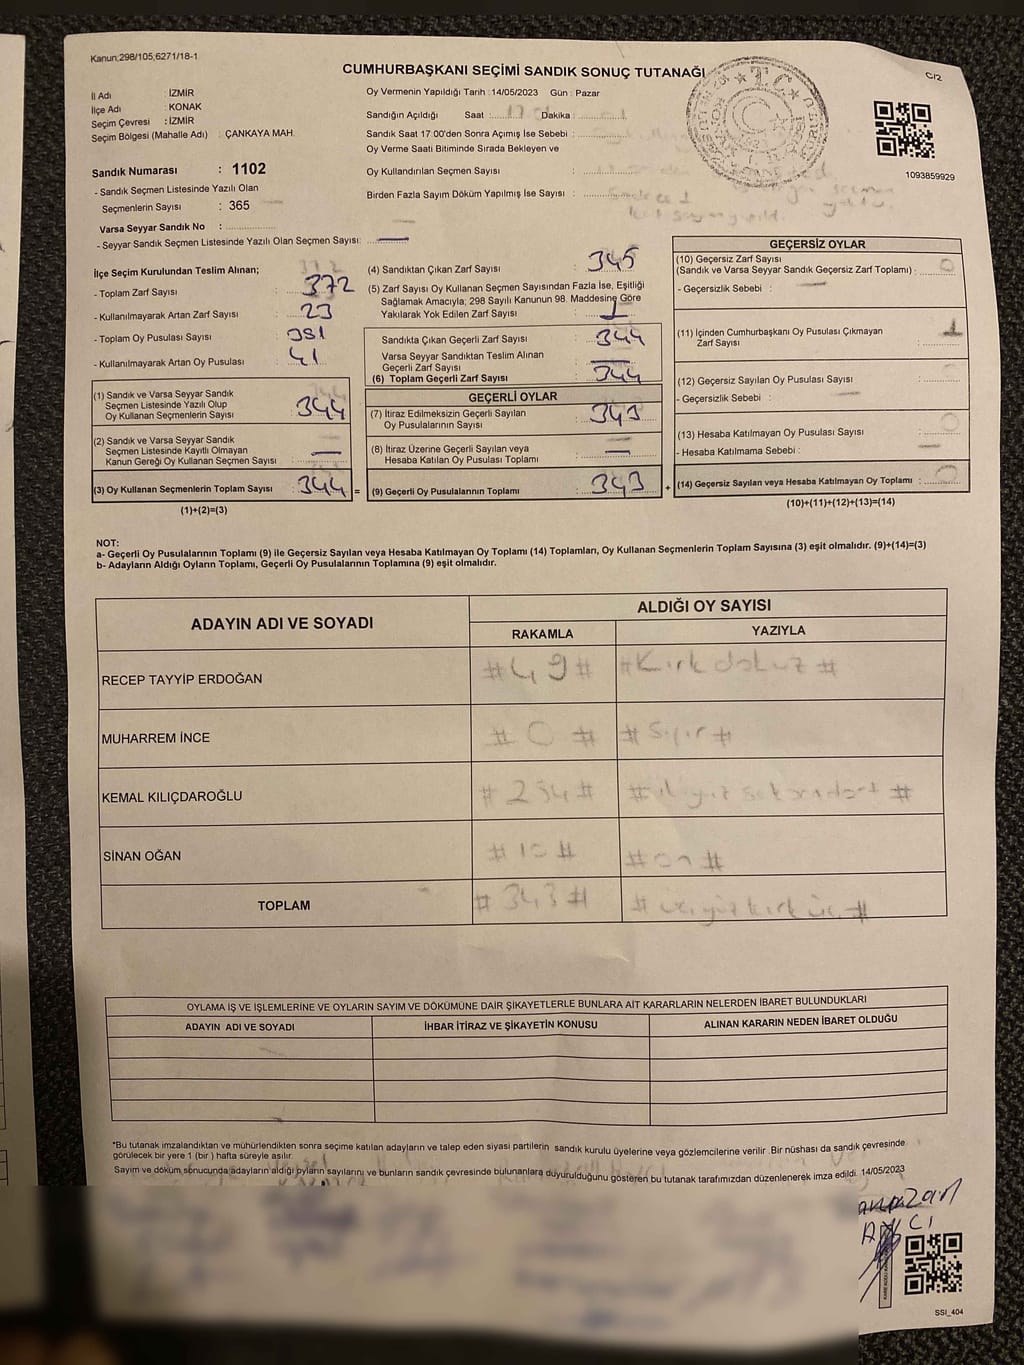 Kanun;298/105;6271/18-1
CUMHURBAŞKANI SEÇİMİ SANDIK SONUÇ TUTANAĞI
C/2
İl Adı : İZMİR
İlçe Adı : KONAK
Seçim Çevresi : İZMİR
Seçim Bölgesi (Mahalle Adı) : ÇANKAYA MAH.
Oy Vermenin Yapıldığı Tarih : 14/05/2023 Gün : Pazar
Sandığın Açıldığı Saat : 17 Dakika :
Sandık Saat 17.00'den Sonra Açımış İse Sebebi :
Oy Verme Saati Bitiminde Sırada Bekleyen ve
Oy Kullandırılan Seçmen Sayısı :
Birden Fazla Sayım Döküm Yapılmış İse Sayısı :
1093859929
Sandık Numarası : 1102
- Sandık Seçmen Listesinde Yazılı Olan
Seçmenlerin Sayısı : 365
Varsa Seyyar Sandık No :
- Seyyar Sandık Seçmen Listesinde Yazılı Olan Seçmen Sayısı: —
İlçe Seçim Kurulundan Teslim Alınan;
- Toplam Zarf Sayısı : 372
- Kullanılmayarak Artan Zarf Sayısı : 23
- Toplam Oy Pusulası Sayısı : 381
- Kullanılmayarak Artan Oy Pusulası : 41
(1) Sandık ve Varsa Seyyar Sandık
Seçmen Listesinde Yazılı Olup
Oy Kullanan Seçmenlerin Sayısı : 344
(2) Sandık ve Varsa Seyyar Sandık
Seçmen Listesinde Kayıtlı Olmayan
Kanun Gereği Oy Kullanan Seçmen Sayısı : —
(3) Oy Kullanan Seçmenlerin Toplam Sayısı : 344 =
(1)+(2)=(3)
(4) Sandıktan Çıkan Zarf Sayısı : 345
(5) Zarf Sayısı Oy Kullanan Seçmen Sayısından Fazla İse, Eşitliği
Sağlamak Amacıyla; 298 Sayılı Kanunun 98. Maddesine Göre
Yakılarak Yok Edilen Zarf Sayısı : 1
Sandıkta Çıkan Geçerli Zarf Sayısı : 344
Varsa Seyyar Sandıktan Teslim Alınan
Geçerli Zarf Sayısı : —
(6) Toplam Geçerli Zarf Sayısı : 344
GEÇERLİ OYLAR
(7) İtiraz Edilmeksizin Geçerli Sayılan
Oy Pusulalarının Sayısı : 343
(8) İtiraz Üzerine Geçerli Sayılan veya
Hesaba Katılan Oy Pusulası Toplamı : —
(9) Geçerli Oy Pusulalarının Toplamı : 343 +
GEÇERSİZ OYLAR
(10) Geçersiz Zarf Sayısı
(Sandık ve Varsa Seyyar Sandık Geçersiz Zarf Toplamı) : 0
- Geçersizlik Sebebi : —
(11) İçinden Cumhurbaşkanı Oy Pusulası Çıkmayan
Zarf Sayısı : 1
(12) Geçersiz Sayılan Oy Pusulası Sayısı :
- Geçersizlik Sebebi : —
(13) Hesaba Katılmayan Oy Pusulası Sayısı : 0
- Hesaba Katılmama Sebebi : —
(14) Geçersiz Sayılan veya Hesaba Katılmayan Oy Toplamı :
(10)+(11)+(12)+(13)=(14)
NOT:
a- Geçerli Oy Pusulalarının Toplamı (9) ile Geçersiz Sayılan veya Hesaba Katılmayan Oy Toplamı (14) Toplamları, Oy Kullanan Seçmenlerin Toplam Sayısına (3) eşit olmalıdır. (9)+(14)=(3)
b- Adayların Aldığı Oyların Toplamı, Geçerli Oy Pusulalarının Toplamına (9) eşit olmalıdır.
ADAYIN ADI VE SOYADI ALDIĞI OY SAYISI
RAKAMLA YAZIYLA
RECEP TAYYİP ERDOĞAN #49# #Kırk dokuz#
MUHARREM İNCE #0# #Sıfır#
KEMAL KILIÇDAROĞLU
SİNAN OĞAN #10# #on#
TOPLAM #343# #üçyüz kırk üç#
OYLAMA İŞ VE İŞLEMLERİNE VE OYLARIN SAYIM VE DÖKÜMÜNE DAİR ŞİKAYETLERLE BUNLARA AİT KARARLARIN NELERDEN İBARET BULUNDUKLARI
ADAYIN ADI VE SOYADI İHBAR İTİRAZ VE ŞİKAYETİN KONUSU ALINAN KARARIN NEDEN İBARET OLDUĞU
*Bu tutanak imzalandıktan ve mühürlendikten sonra seçime katılan adayların ve talep eden siyasi partilerin sandık kurulu üyelerine veya gözlemcilerine verilir. Bir nüshası da sandık çevresinde
görülecek bir yere 1 (bir ) hafta süreyle asılır.
Sayım ve döküm sonucunda adayların aldığı oyların sayılarını ve bunların sandık çevresinde bulunanlara duyurulduğunu gösteren bu tutanak tarafımızdan düzenlenerek imza edildi. 14/05/2023
SSI_404